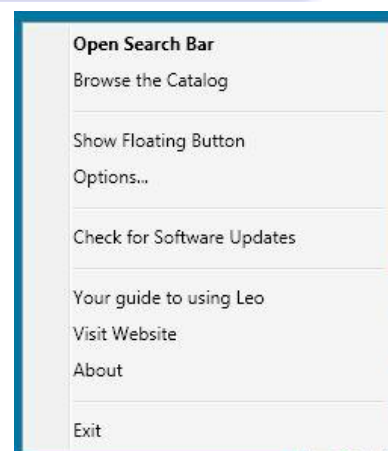 Open Search Bar
Browse the Catalog
Show Floating Button
Options...
Check for Software Updates
Your guide to using Leo
Visit Website
About
Exit